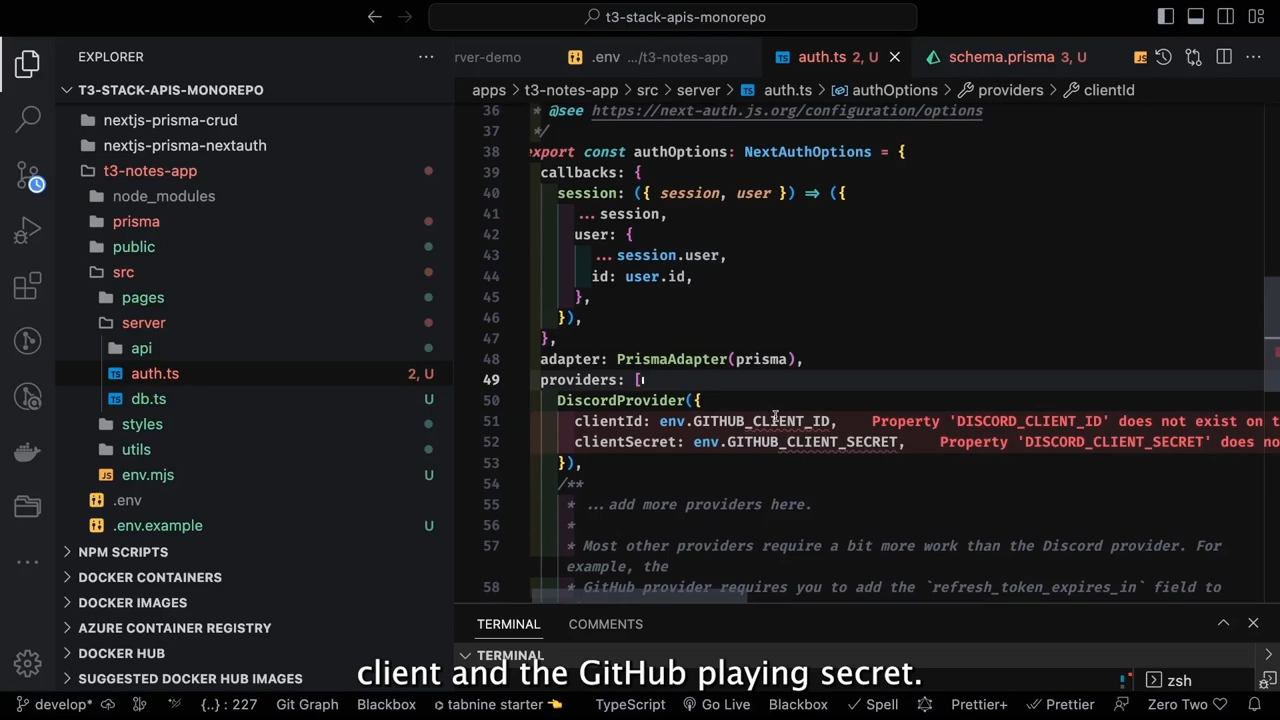 t3-stack-apis-monorepo
EXPLORER
rver-demo
.env .../t3-notes-app
auth.ts 2, U
schema.prisma 3, U
T3-STACK-APIS-MONOREPO
apps > t3-notes-app > src > server > auth.ts > authOptions > providers > clientId
nextjs-prisma-crud
nextjs-prisma-nextauth
t3-notes-app
node_modules
prisma
public
src
pages
server
api
auth.ts 2, U
db.ts U
styles
utils
env.mjs U
.env
.env.example U
NPM SCRIPTS
DOCKER CONTAINERS
DOCKER IMAGES
AZURE CONTAINER REGISTRY
DOCKER HUB
SUGGESTED DOCKER HUB IMAGES
36 * @see https://next-auth.js.org/configuration/options
37 */
38 export const authOptions: NextAuthOptions = {
39 callbacks: {
40 session: ({ session, user }) => ({
41 ...session,
42 user: {
43 ...session.user,
44 id: user.id,
45 },
46 }),
47 },
48 adapter: PrismaAdapter(prisma),
49 providers: [
50 DiscordProvider({
51 clientId: env.GITHUB_CLIENT_ID, Property 'DISCORD_CLIENT_ID' does not exist on t
52 clientSecret: env.GITHUB_CLIENT_SECRET, Property 'DISCORD_CLIENT_SECRET' does no
53 }),
54 /**
55 * ...add more providers here.
56 *
57 * Most other providers require a bit more work than the Discord provider. For
example, the
58 * GitHub provider requires you to add the `refresh_token_expires_in` field to
TERMINAL
COMMENTS
TERMINAL
zsh
client and the GitHub playing secret.
develop*
{..} : 227
Git Graph
Blackbox
tabnine starter 👈
TypeScript
Go Live
Blackbox
Spell
Prettier+
Prettier
Zero Two